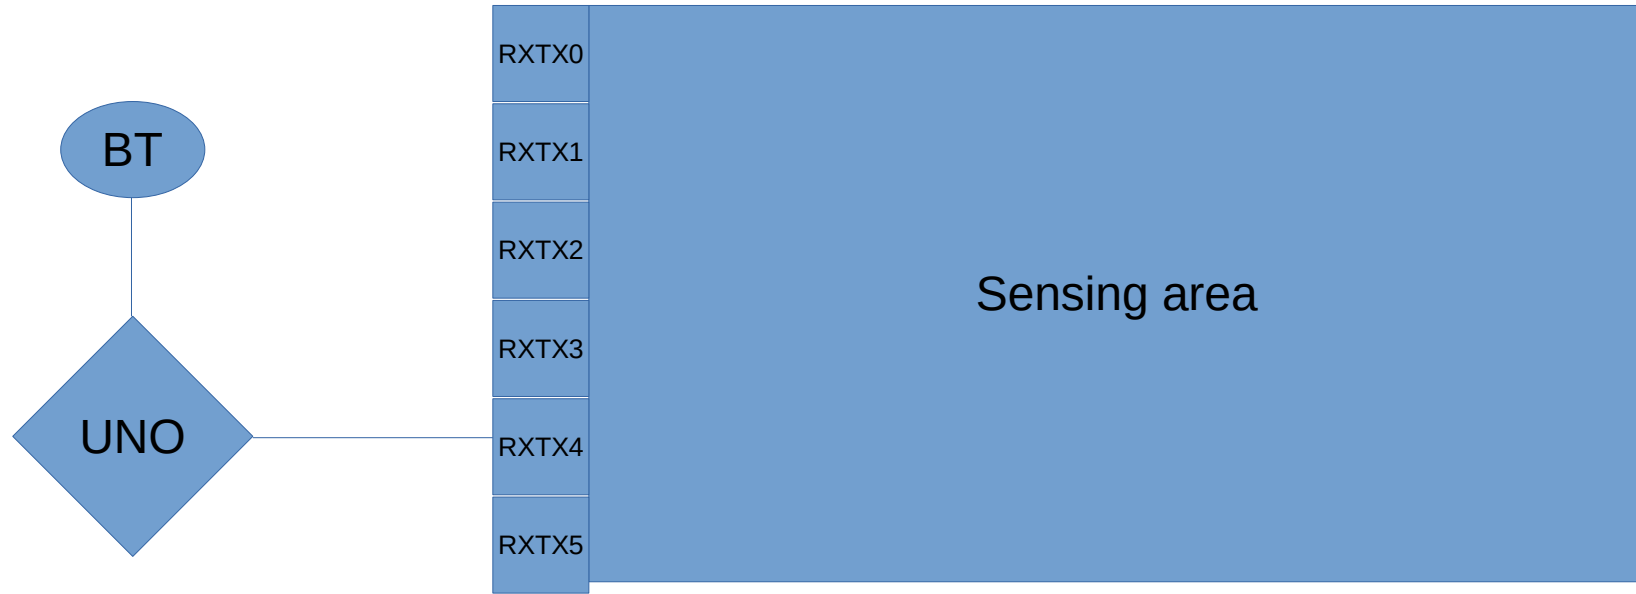 RXTX0
BT
RXTX1
RXTX2
Sensing area
RXTX3
UNO
RXTX4
RXTX5